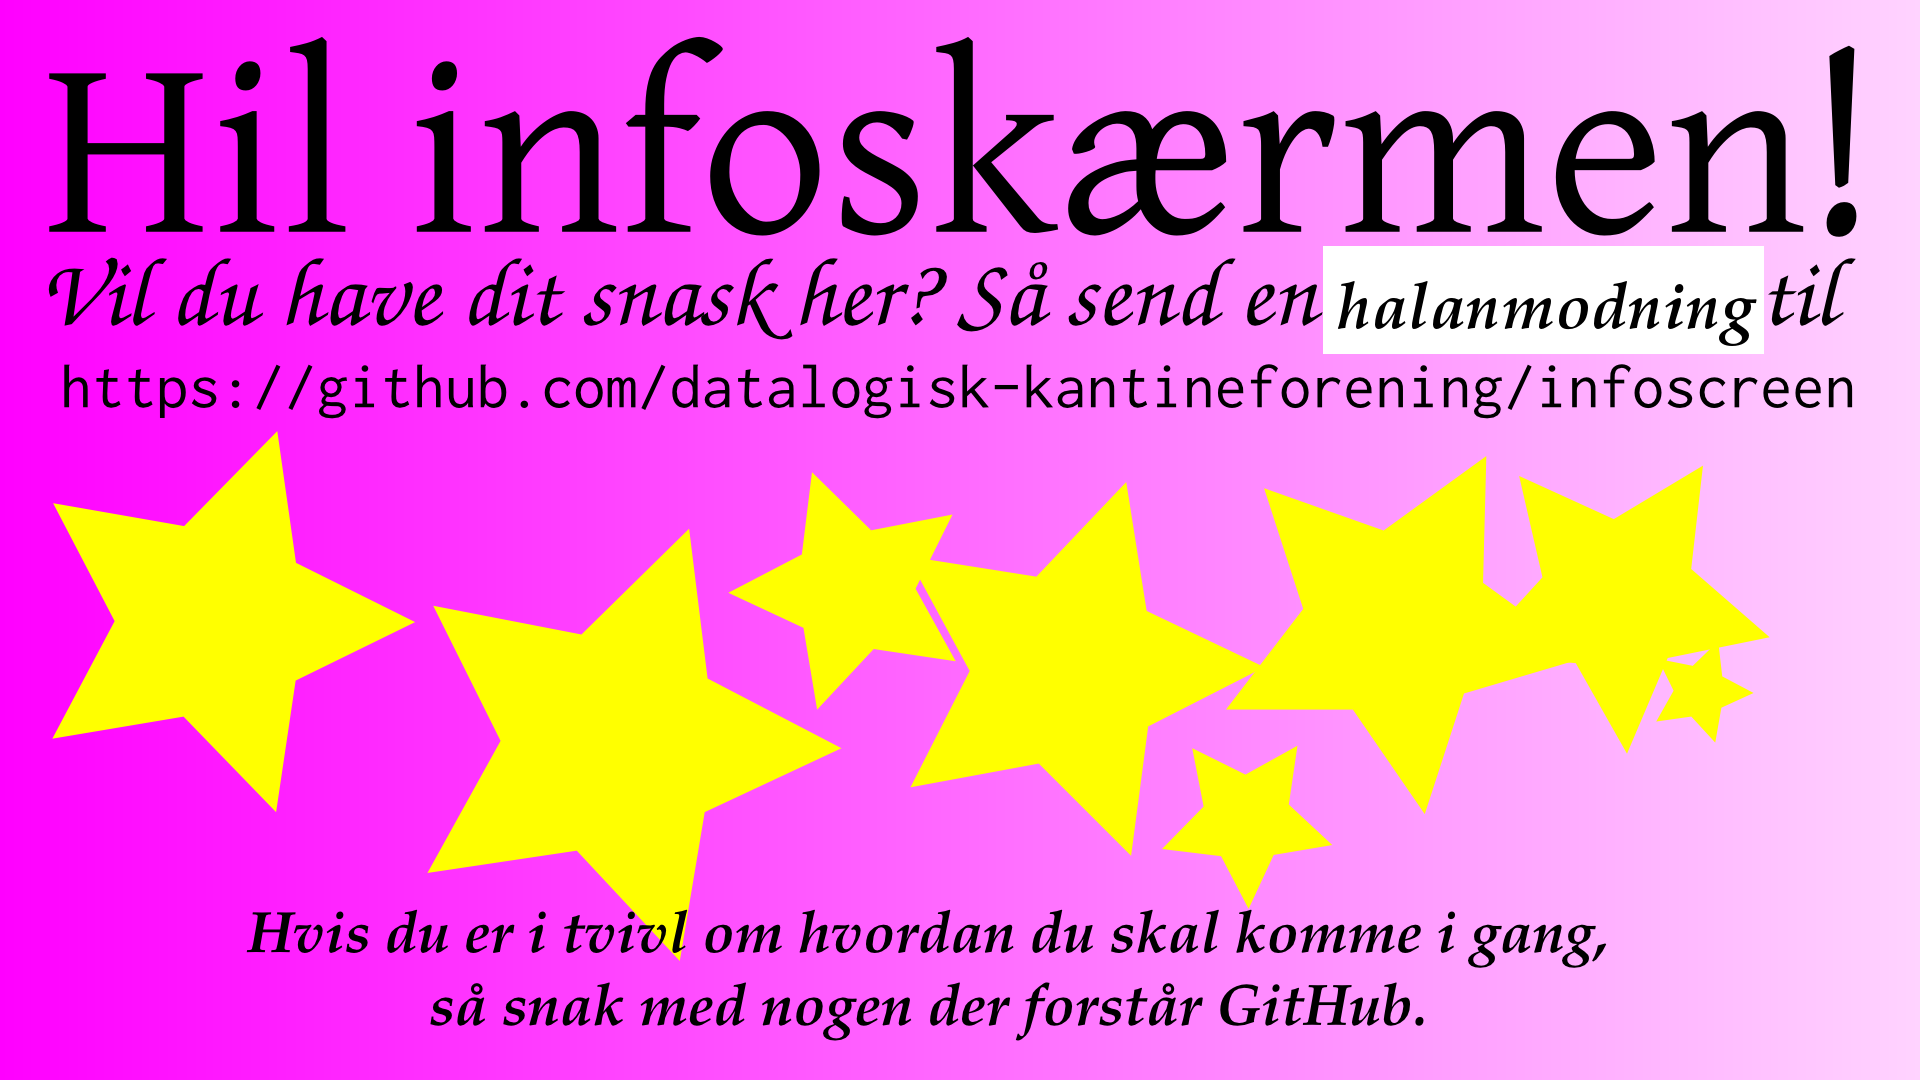 Hil infoskærmen!
Vil du have dit snask her? Så send en halanmodning til
https://github.com/datalogisk-kantineforening/infoscreen
Hvis du er i tvivl om hvordan du skal komme i gang,
så snak med nogen der forstår GitHub.